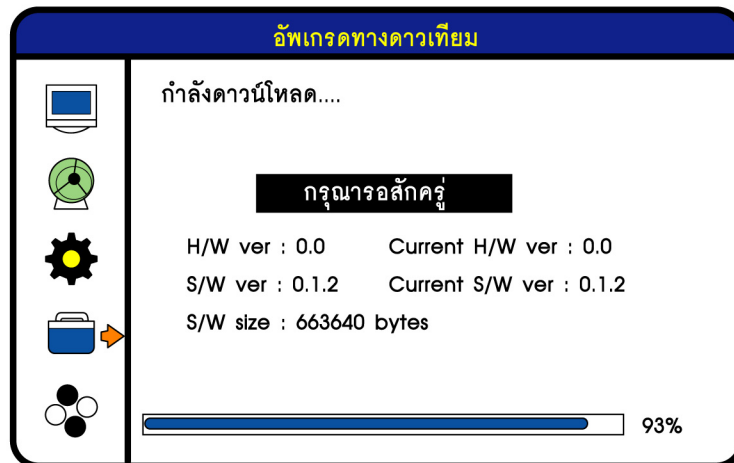 อัพเกรดทางดาวเทียม
กำลังดาวน์โหลด....
กรุณารอสักครู่
H/W ver : 0.0 Current H/W ver : 0.0
S/W ver : 0.1.2 Current S/W ver : 0.1.2
S/W size : 663640 bytes
93%